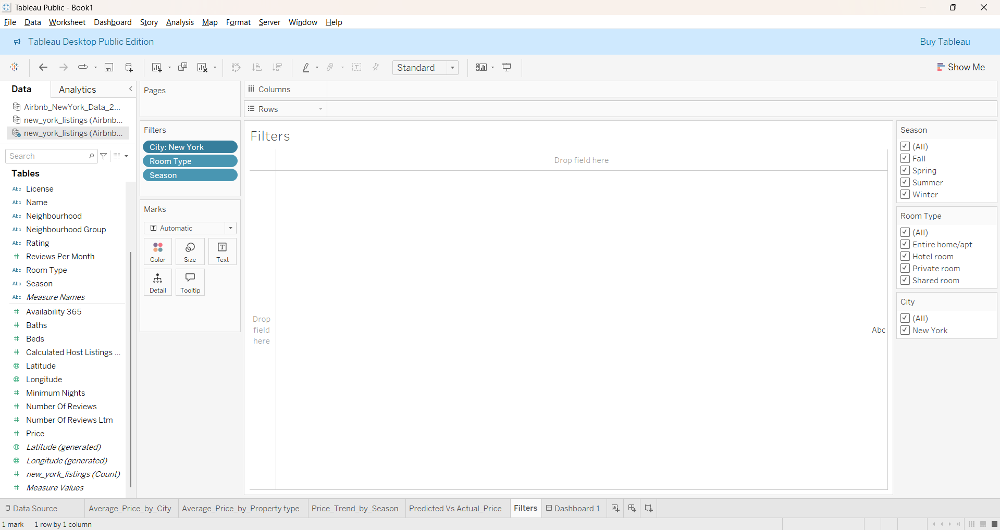 Tableau Public - Book1
File Data Worksheet Dashboard Story Analysis Map Format Server Window Help
Tableau Desktop Public Edition
Buy Tableau
Standard
Show Me
Data
Analytics
Airbnb_NewYork_Data_2...
new_york_listings (Airbnb...
new_york_listings (Airbnb...
Search
Tables
Abc License
Abc Name
Abc Neighbourhood
Abc Neighbourhood Group
Abc Rating
# Reviews Per Month
Abc Room Type
Abc Season
Abc Measure Names
# Availability 365
# Baths
# Beds
# Calculated Host Listings ...
Latitude
Longitude
# Minimum Nights
# Number Of Reviews
# Number Of Reviews Ltm
# Price
Latitude (generated)
Longitude (generated)
# new_york_listings (Count)
# Measure Values
Pages
Filters
City: New York
Room Type
Season
Marks
Automatic
Color
Size
Text
Detail
Tooltip
Columns
Rows
Filters
Drop field here
Drop
field
here
Abc
Season
(All)
Fall
Spring
Summer
Winter
Room Type
(All)
Entire home/apt
Hotel room
Private room
Shared room
City
(All)
New York
Data Source
Average_Price_by_City
Average_Price_by_Property type
Price_Trend_by_Season
Predicted Vs Actual_Price
Filters
Dashboard 1
1 mark
1 row by 1 column